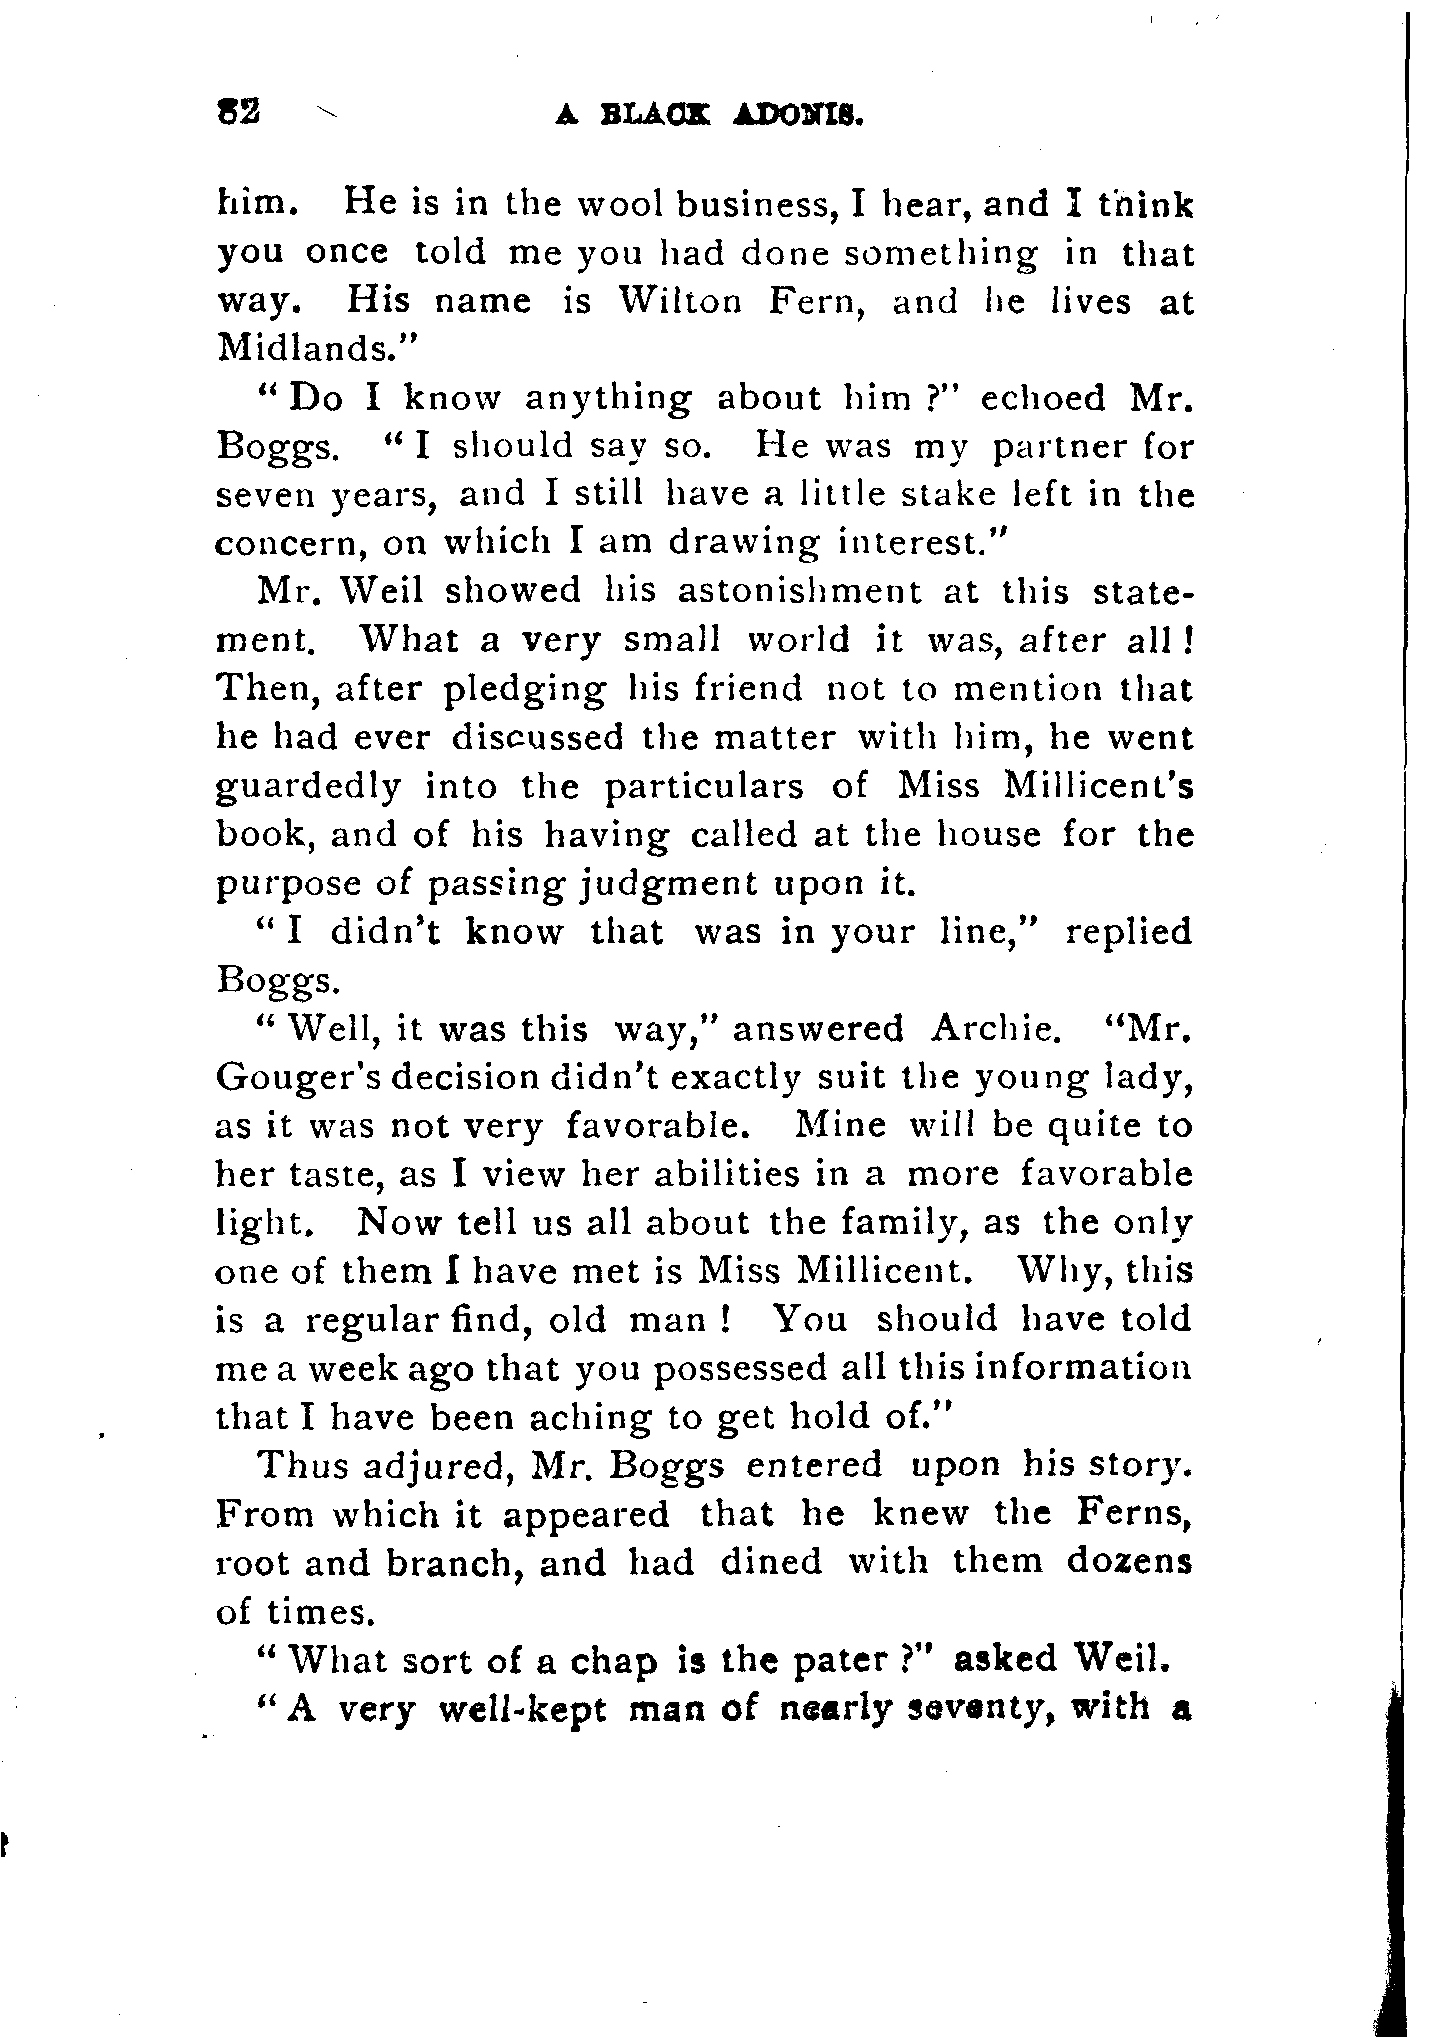 52 A BLACK ADONIS.
him. He is in the wool business, I hear, and I think
you once told me you had done something in that
way. His name is Wilton Fern, and he lives at
Midlands."
"Do I know anything about him?" echoed Mr.
Boggs. "I should say so. He was my partner for
seven years, and I still have a little stake left in the
concern, on which I am drawing interest."
Mr. Weil showed his astonishment at this state-
ment. What a very small world it was, after all!
Then, after pledging his friend not to mention that
he had ever discussed the matter with him, he went
guardedly into the particulars of Miss Millicent's
book, and of his having called at the house for the
purpose of passing judgment upon it.
"I didn't know that was in your line," replied
Boggs.
"Well, it was this way," answered Archie. "Mr.
Gouger's decision didn't exactly suit the young lady,
as it was not very favorable. Mine will be quite to
her taste, as I view her abilities in a more favorable
light. Now tell us all about the family, as the only
one of them I have met is Miss Millicent. Why, this
is a regular find, old man! You should have told
me a week ago that you possessed all this information
that I have been aching to get hold of."
Thus adjured, Mr. Boggs entered upon his story.
From which it appeared that he knew the Ferns,
root and branch, and had dined with them dozens
of times.
"What sort of a chap is the pater?" asked Weil.
"A very well-kept man of nearly seventy, with a